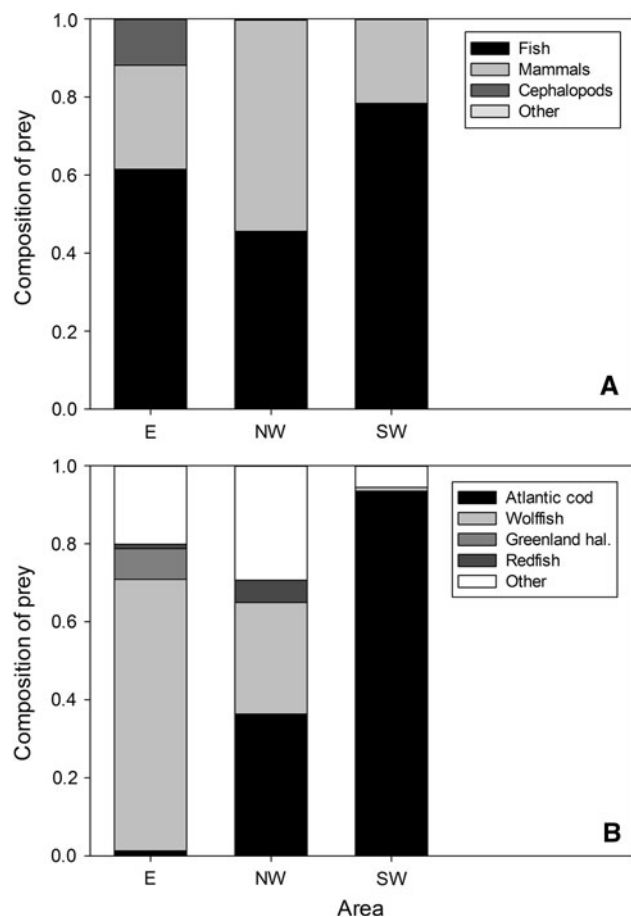 Composition of prey
1.0
0.8
0.6
0.4
0.2
0.0
Fish
Mammals
Cephalopods
Other
A
E NW SW
Composition of prey
1.0
0.8
0.6
0.4
0.2
0.0
Atlantic cod
Wolffish
Greenland hal.
Redfish
Other
B
E NW SW
Area